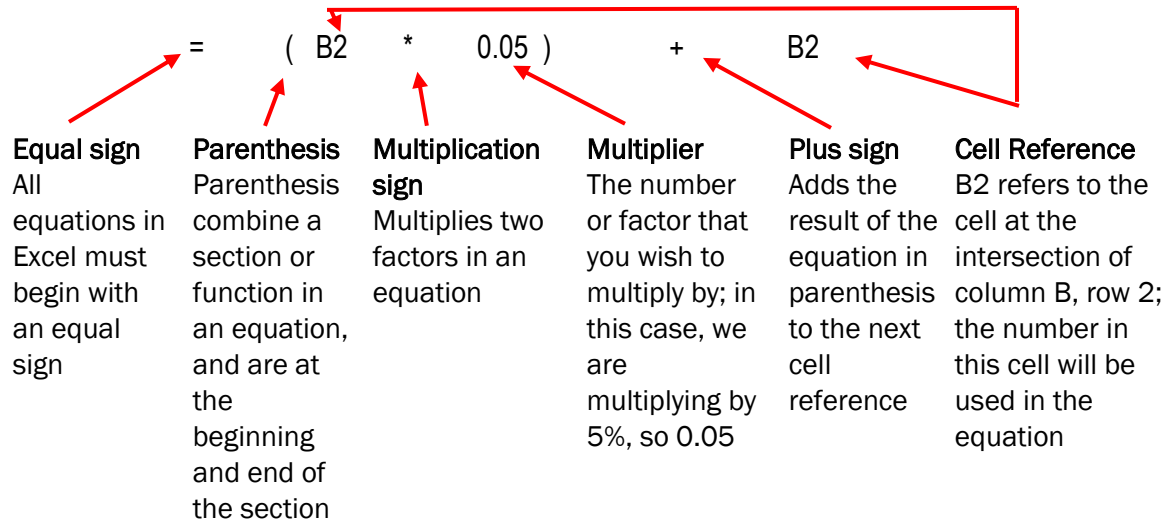 = ( B2 * 0.05 ) + B2
Equal sign
All
equations in
Excel must
begin with
an equal
sign
Parenthesis
Parenthesis
combine a
section or
function in
an equation,
and are at
the
beginning
and end of
the section
Multiplication
sign
Multiplies two
factors in an
equation
Multiplier
The number
or factor that
you wish to
multiply by; in
this case, we
are
multiplying by
5%, so 0.05
Plus sign
Adds the
result of the
equation in
parenthesis
to the next
cell
reference
Cell Reference
B2 refers to the
cell at the
intersection of
column B, row 2;
the number in
this cell will be
used in the
equation